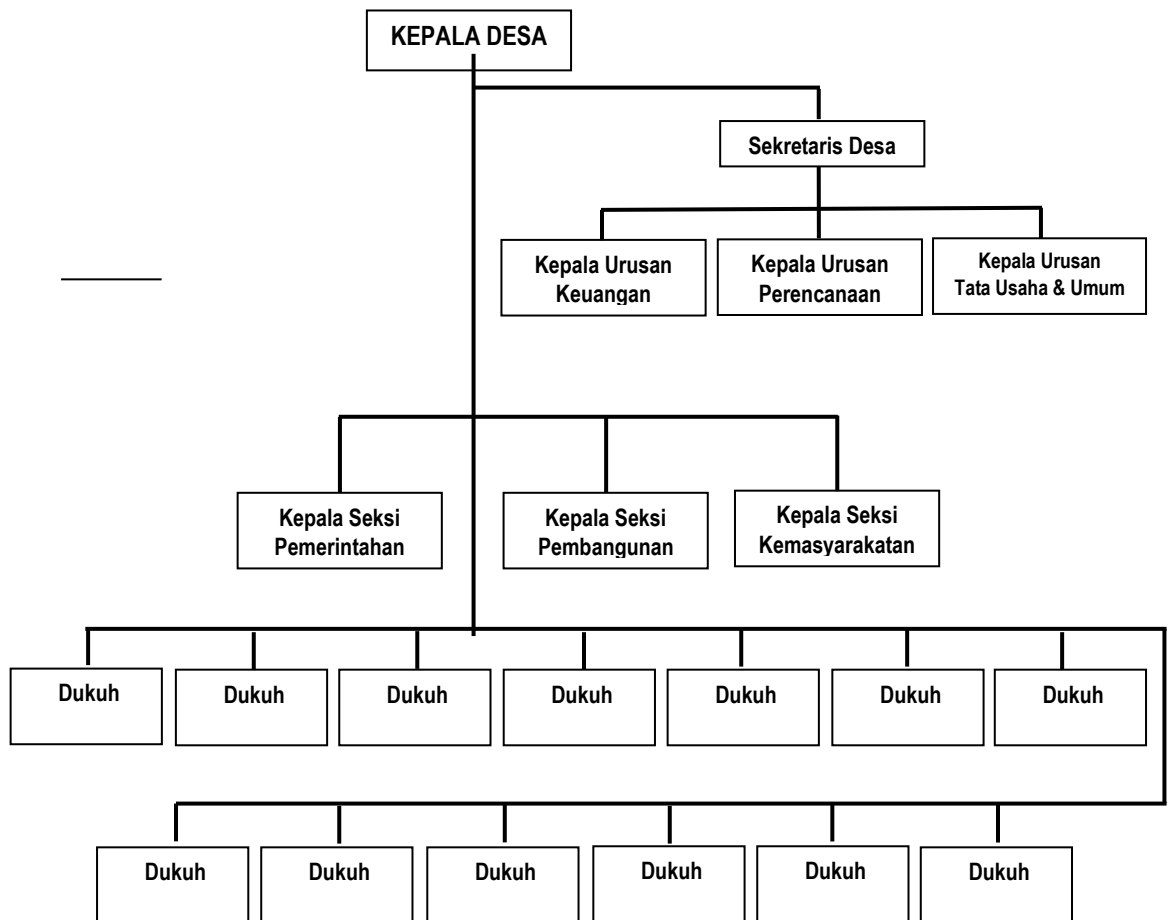 KEPALA DESA
Sekretaris Desa
Kepala Urusan
Keuangan
Kepala Urusan
Perencanaan
Kepala Urusan
Tata Usaha & Umum
Kepala Seksi
Pemerintahan
Kepala Seksi
Pembangunan
Kepala Seksi
Kemasyarakatan
Dukuh
Dukuh
Dukuh
Dukuh
Dukuh
Dukuh
Dukuh
Dukuh
Dukuh
Dukuh
Dukuh
Dukuh
Dukuh